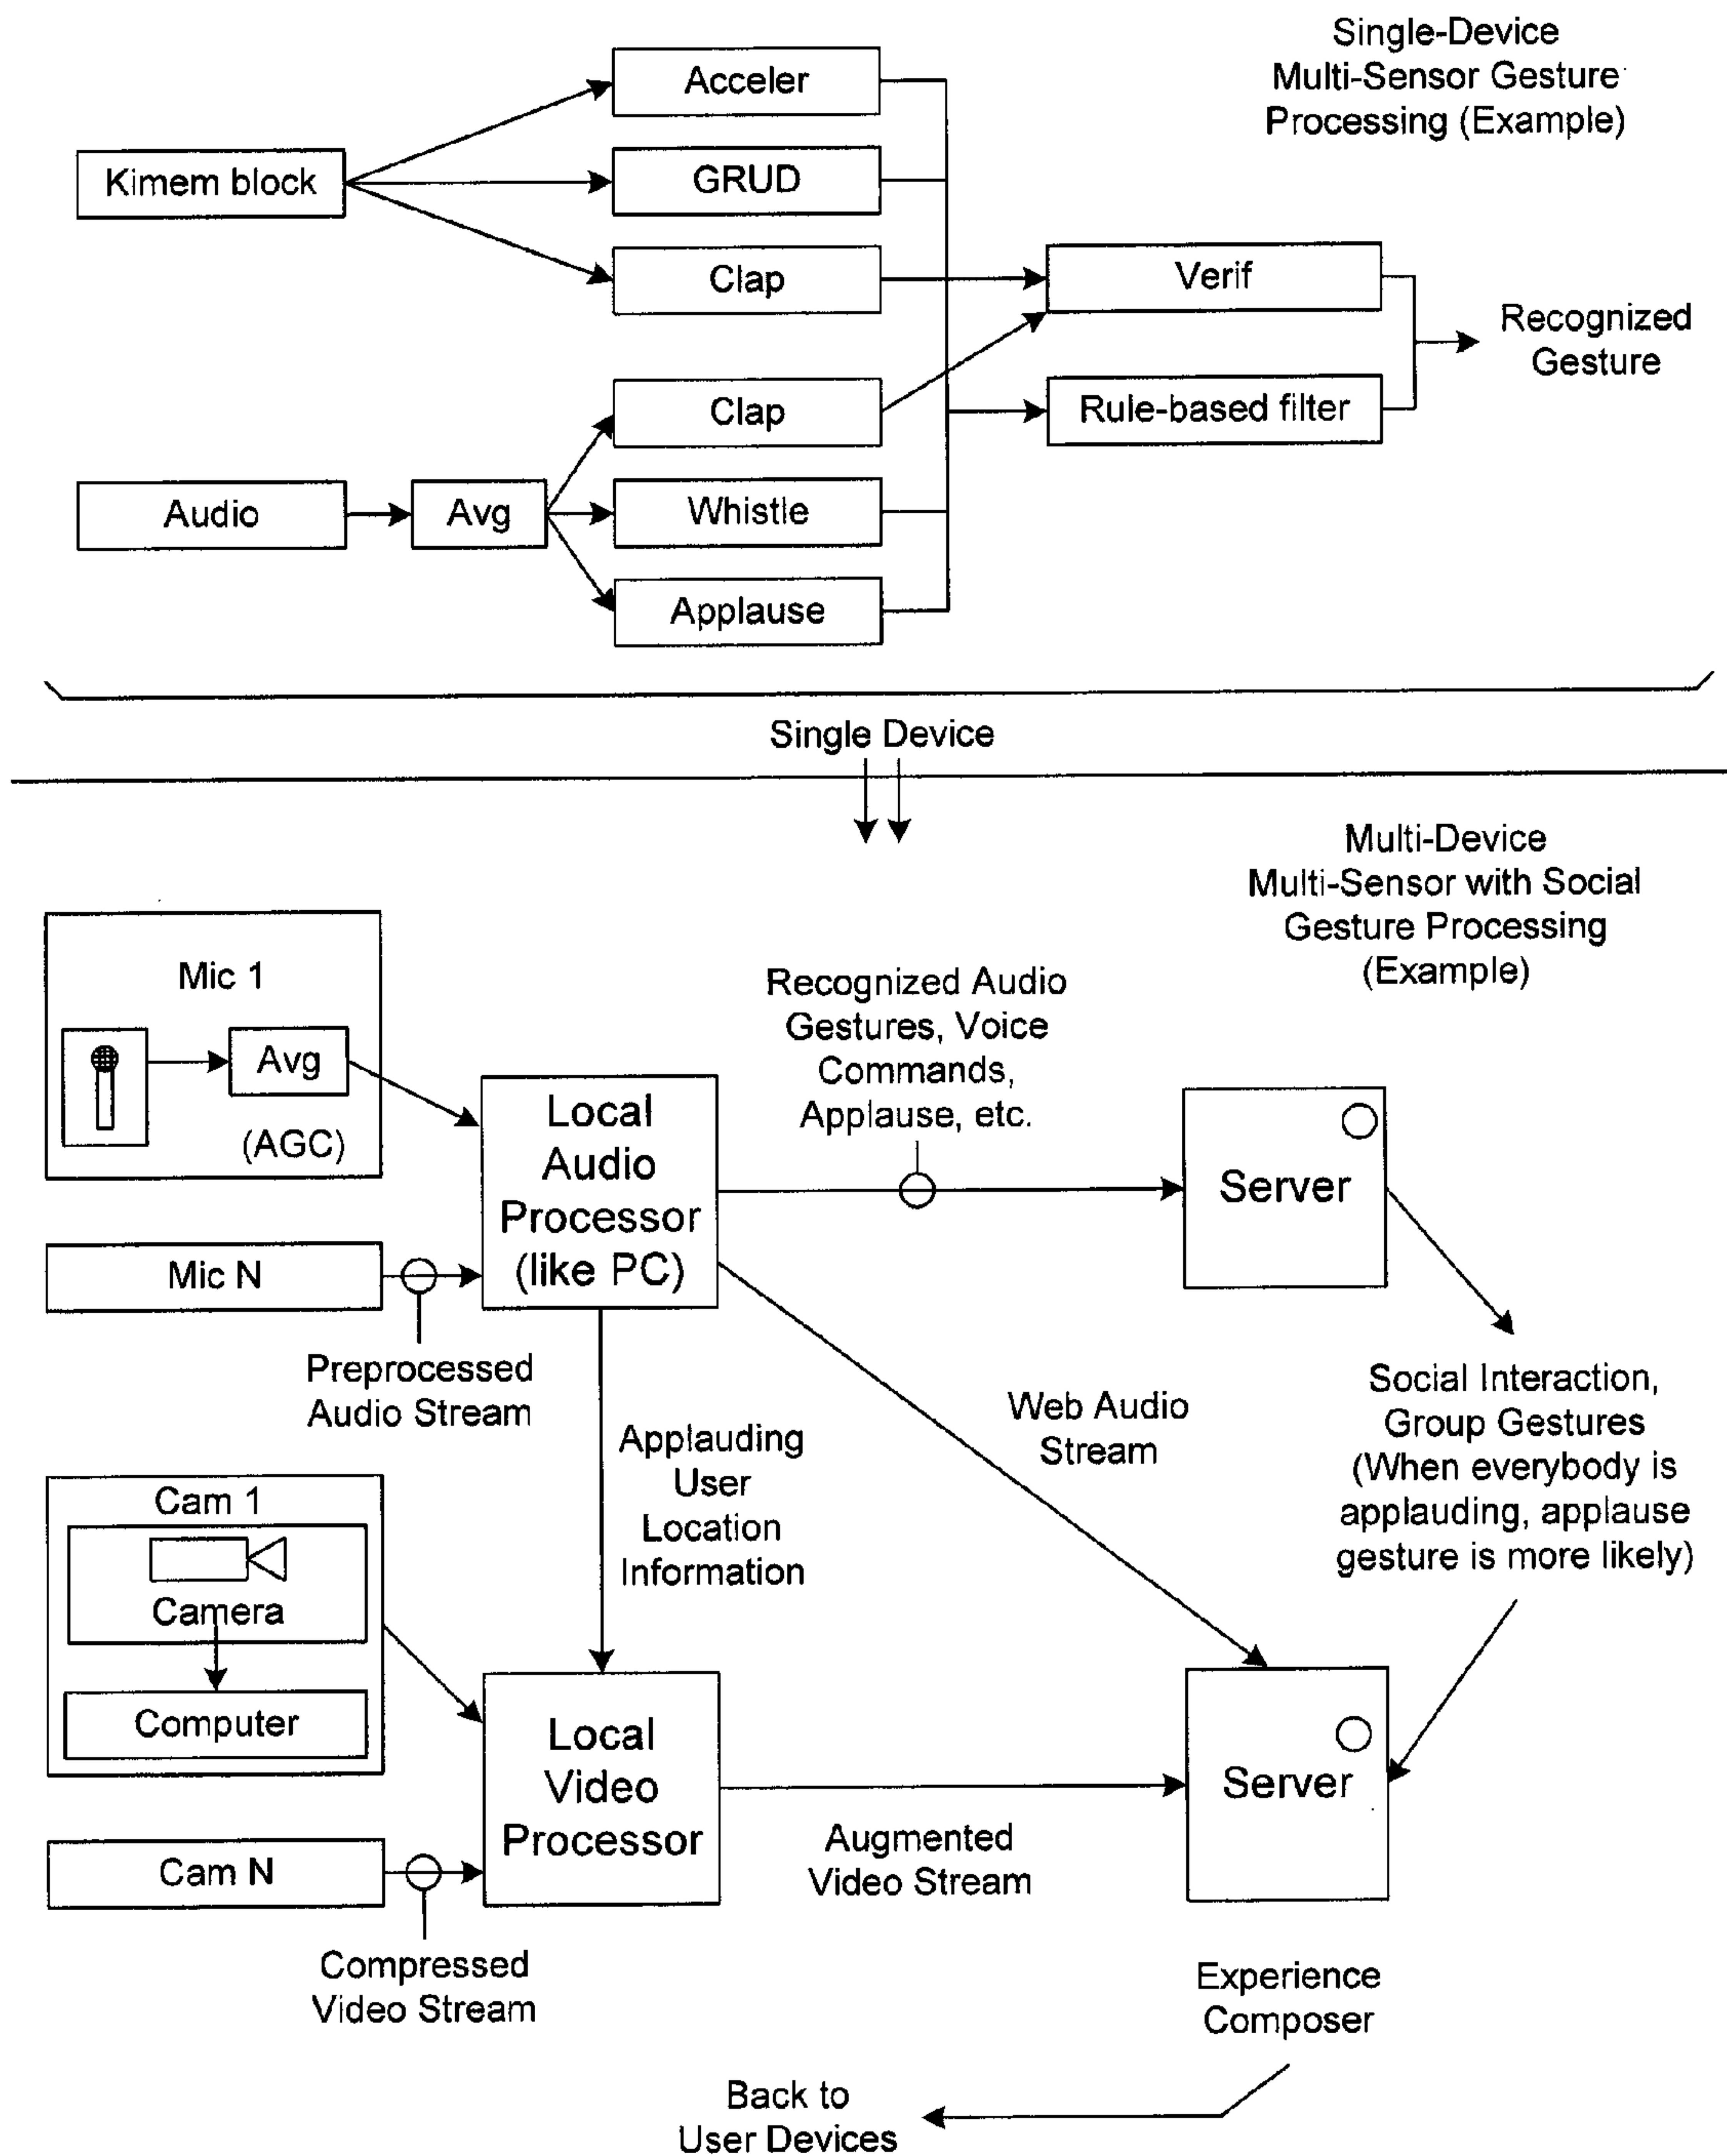 Single-Device
Multi-Sensor Gesture
Processing (Example)
Acceler
Kimem block
GRUD
Clap
Verif
Recognized
Gesture
Clap
Rule-based filter
Audio
Avg
Whistle
Applause
Single Device
Multi-Device
Multi-Sensor with Social
Gesture Processing
(Example)
Mic 1
Avg
(AGC)
Recognized Audio
Gestures, Voice
Commands,
Applause, etc.
Local
Audio
Processor
(like PC)
Server
Mic N
Preprocessed
Audio Stream
Applauding
User
Location
Information
Web Audio
Stream
Social Interaction,
Group Gestures
(When everybody is
applauding, applause
gesture is more likely)
Cam 1
Camera
Computer
Local
Video
Processor
Server
Cam N
Augmented
Video Stream
Compressed
Video Stream
Experience
Composer
Back to
User Devices